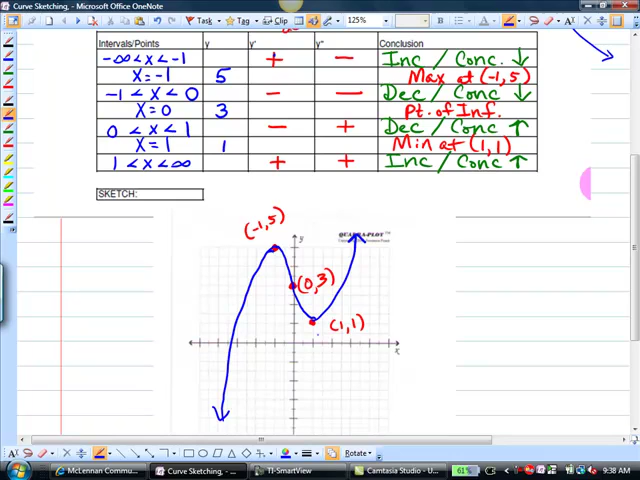 Curve Sketching, ... - Microsoft OneNote
Task Tag Clip 125%
Intervals/Points y y' y" Conclusion
-∞<x<-1 + − Inc / Conc. ↓
x=-1 5 Max at (-1,5)
-1<x<0 − − Dec / Conc ↓
x=0 3 Pt. of Inf.
0<x<1 − + Dec / Conc ↑
x=1 1 Min at (1,1)
1<x<∞ + + Inc / Conc ↑
SKETCH:
(-1,5)
y
(0,3)
(1,1)
x
Rotate
McLennan Commu...
Curve Sketching, ...
TI-SmartView
Camtasia Studio - U...
61%
9:38 AM